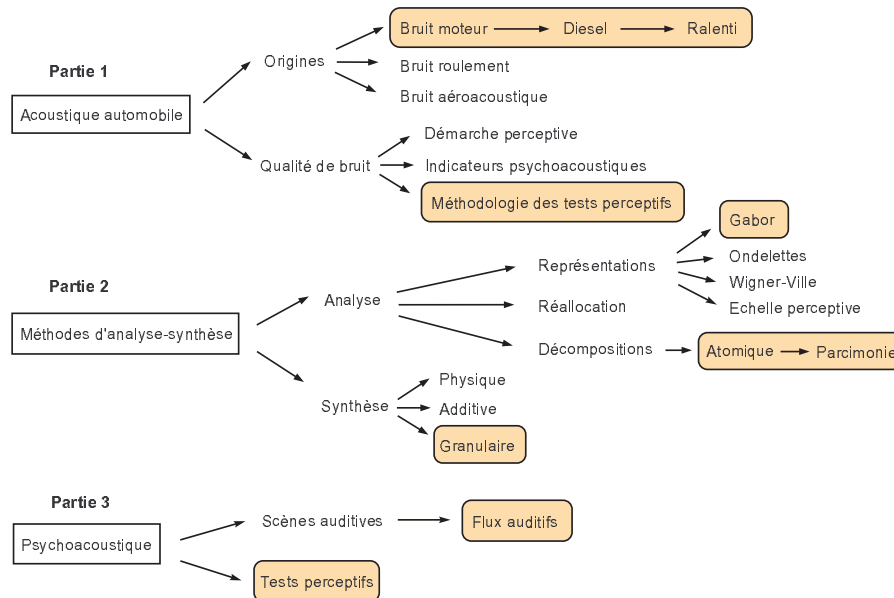 Partie 1
Acoustique automobile
Origines
Bruit moteur Diesel Ralenti
Bruit roulement
Bruit aéroacoustique
Qualité de bruit
Démarche perceptive
Indicateurs psychoacoustiques
Méthodologie des tests perceptifs
Partie 2
Méthodes d'analyse-synthèse
Analyse
Représentations
Gabor
Ondelettes
Wigner-Ville
Echelle perceptive
Réallocation
Décompositions
Atomique Parcimonie
Synthèse
Physique
Additive
Granulaire
Partie 3
Psychoacoustique
Scènes auditives
Flux auditifs
Tests perceptifs